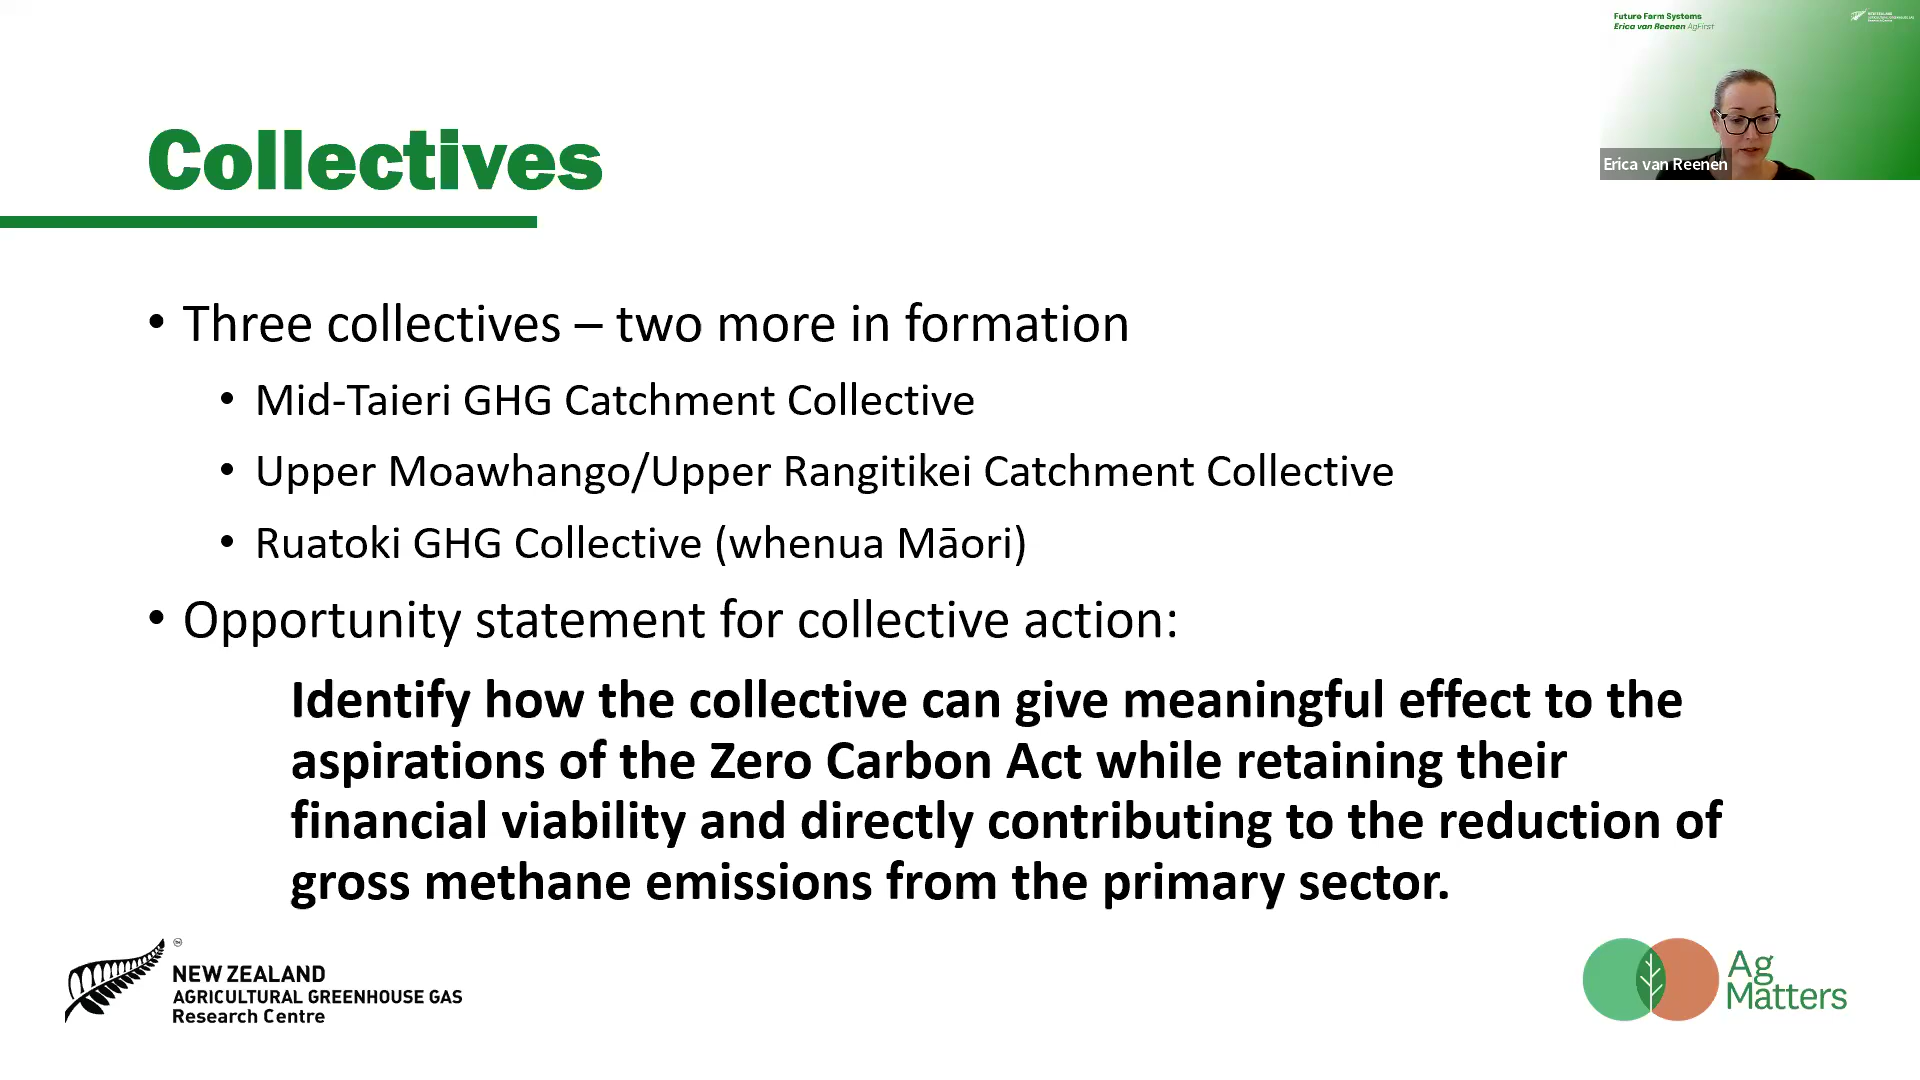 Future Farm Systems
Erica van Reenen AgFirst
NEW ZEALAND
Erica van Reenen
Collectives
• Three collectives – two more in formation
• Mid-Taieri GHG Catchment Collective
• Upper Moawhango/Upper Rangitikei Catchment Collective
• Ruatoki GHG Collective (whenua Māori)
• Opportunity statement for collective action:
Identify how the collective can give meaningful effect to the
aspirations of the Zero Carbon Act while retaining their
financial viability and directly contributing to the reduction of
gross methane emissions from the primary sector.
NEW ZEALAND
AGRICULTURAL GREENHOUSE GAS
Research Centre
Ag
Matters